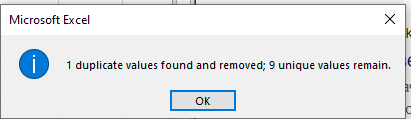 Microsoft Excel
1 duplicate values found and removed; 9 unique values remain.
OK